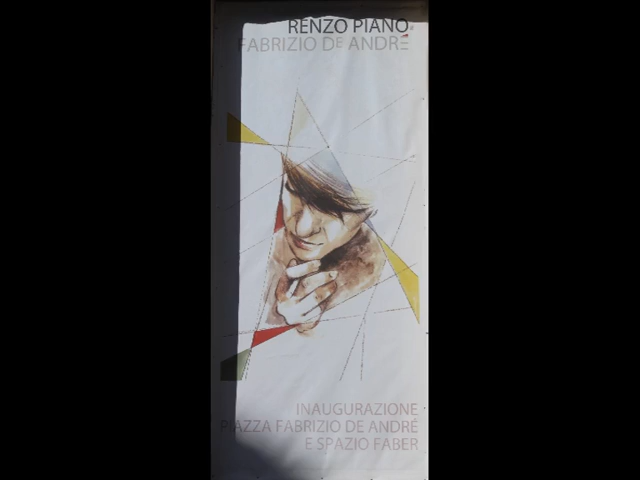 RENZO PIANO
FABRIZIO DE ANDRÉ
INAUGURAZIONE
PIAZZA FABRIZIO DE ANDRÉ
E SPAZIO FABER